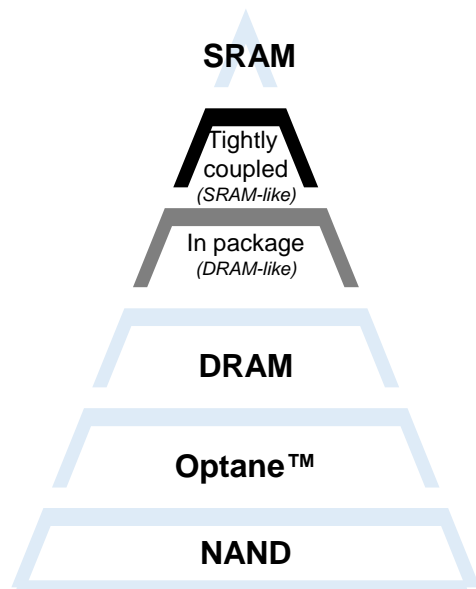 SRAM
Tightly
coupled
(SRAM-like)
In package
(DRAM-like)
DRAM
Optane™
NAND